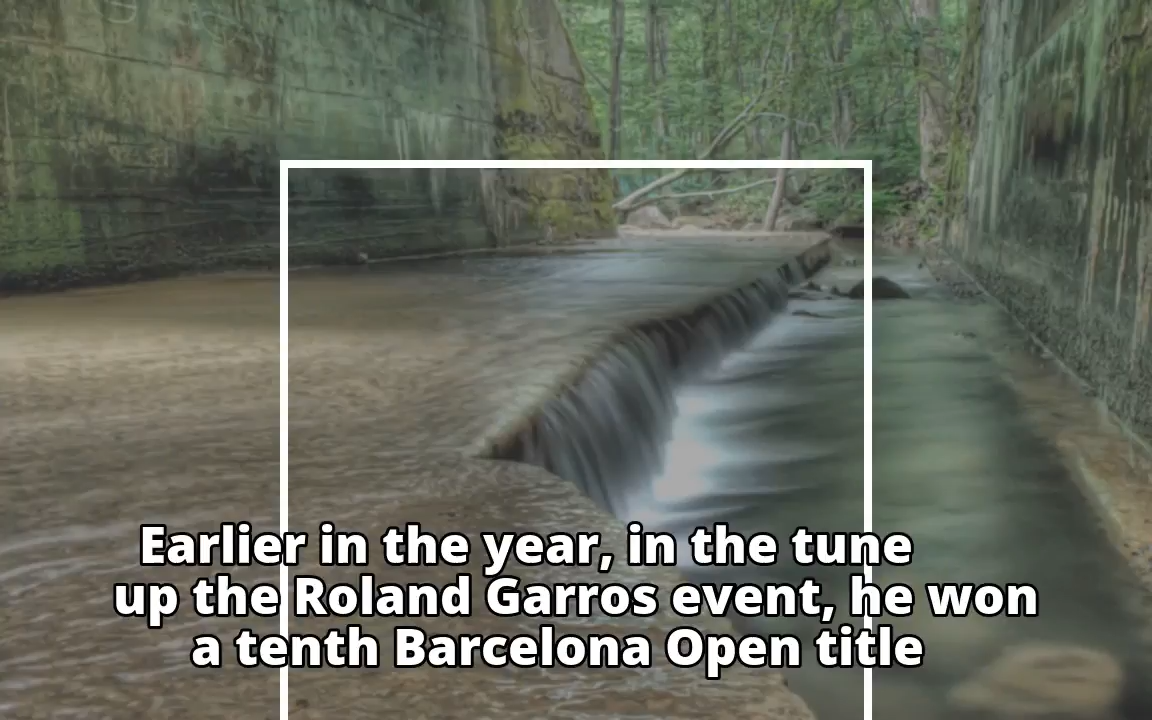 Earlier in the year, in the tune
up the Roland Garros event, he won
a tenth Barcelona Open title